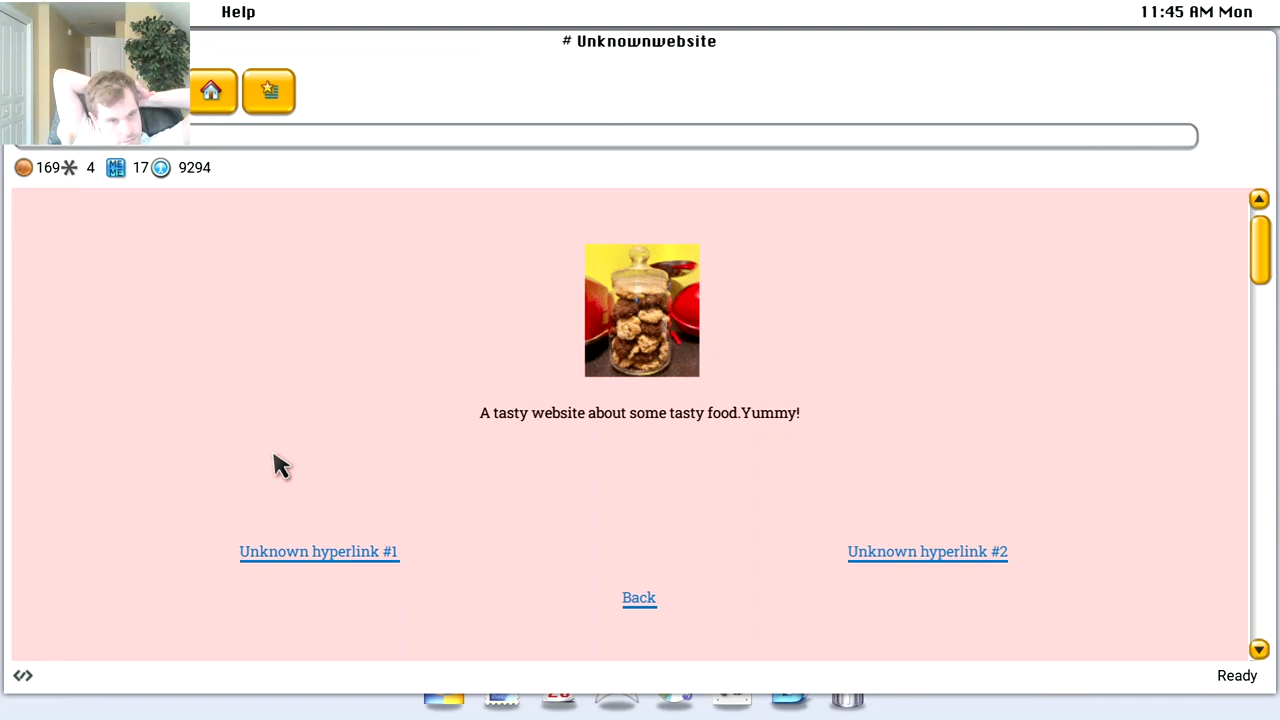 Help
11:45 AM Mon
# Unknownwebsite
169 4 MEME 17 9294
A tasty website about some tasty food.Yummy!
Unknown hyperlink #1
Unknown hyperlink #2
Back
Ready